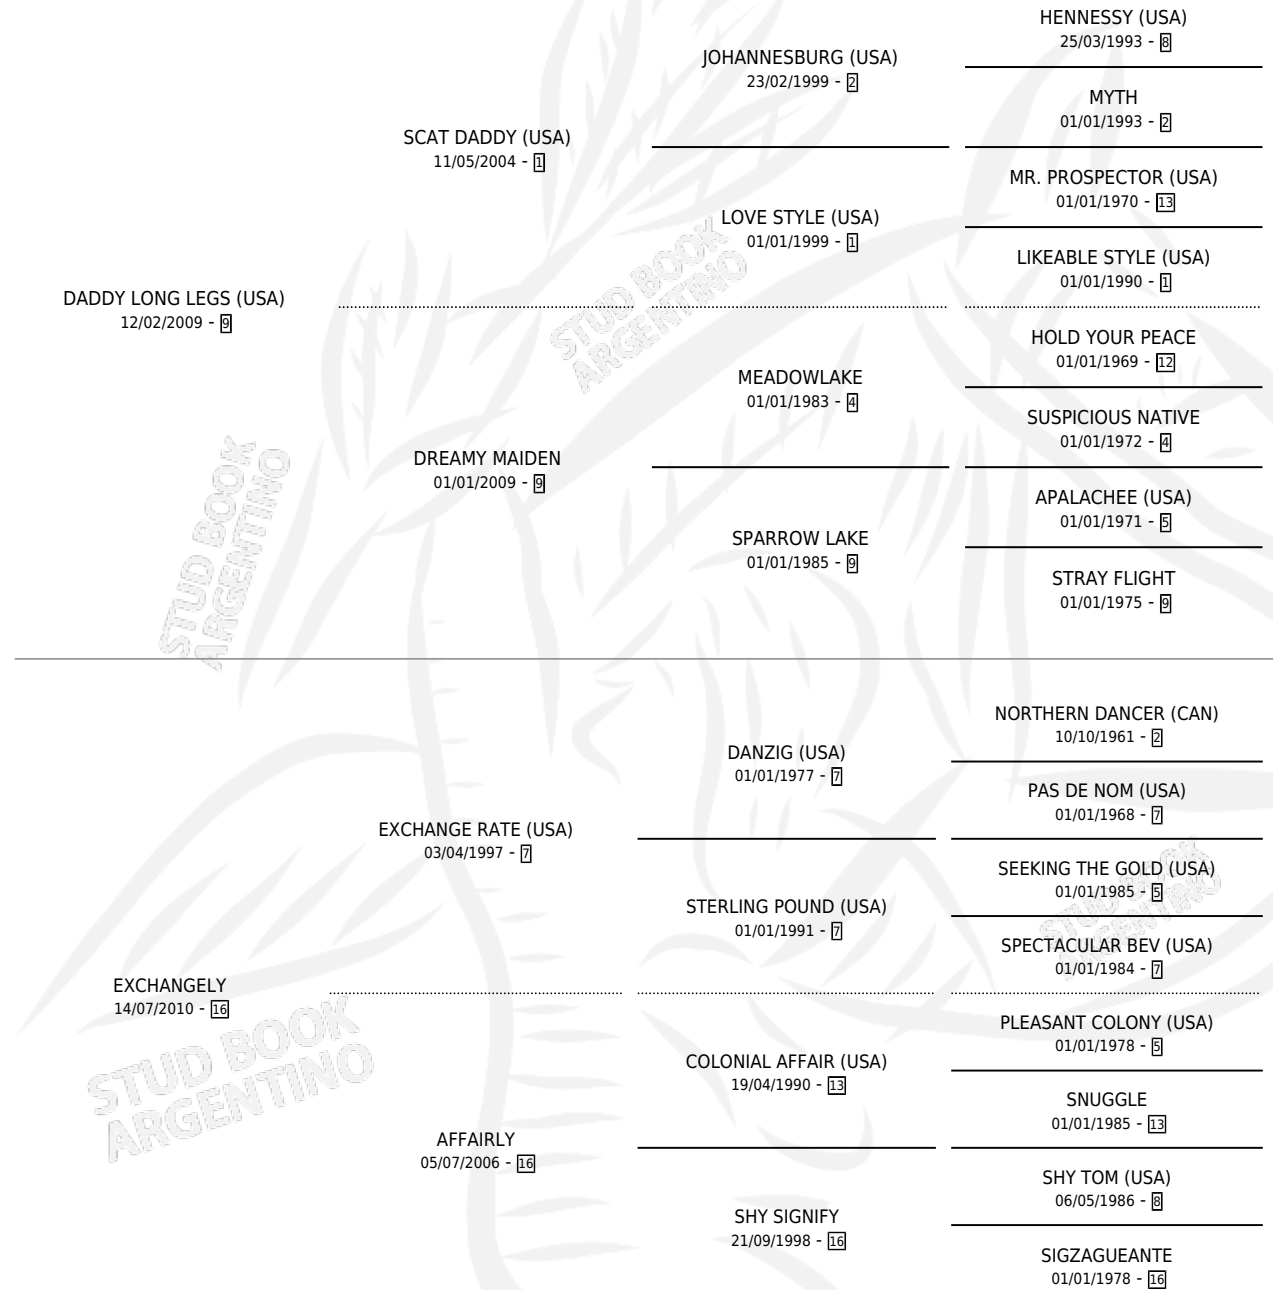 HENNESSY (USA)
25/03/1993 - 8
JOHANNESBURG (USA)
23/02/1999 - 2
MYTH
01/01/1993 - 2
SCAT DADDY (USA)
11/05/2004 - 1
MR. PROSPECTOR (USA)
01/01/1970 - 13
LOVE STYLE (USA)
01/01/1999 - 1
LIKEABLE STYLE (USA)
01/01/1990 - 1
DADDY LONG LEGS (USA)
12/02/2009 - 9
STUD BOOK
ARGENTINO
HOLD YOUR PEACE
01/01/1969 - 12
MEADOWLAKE
01/01/1983 - 4
SUSPICIOUS NATIVE
01/01/1972 - 4
DREAMY MAIDEN
01/01/2009 - 9
APALACHEE (USA)
01/01/1971 - 5
SPARROW LAKE
01/01/1985 - 9
STRAY FLIGHT
01/01/1975 - 9
STUD BOOK
ARGENTINO
NORTHERN DANCER (CAN)
10/10/1961 - 2
DANZIG (USA)
01/01/1977 - 7
PAS DE NOM (USA)
01/01/1968 - 7
EXCHANGE RATE (USA)
03/04/1997 - 7
SEEKING THE GOLD (USA)
01/01/1985 - 5
STERLING POUND (USA)
01/01/1991 - 7
SPECTACULAR BEV (USA)
01/01/1984 - 7
STUD BOOK
ARGENTINO
EXCHANGELY
14/07/2010 - 16
PLEASANT COLONY (USA)
01/01/1978 - 5
COLONIAL AFFAIR (USA)
19/04/1990 - 13
SNUGGLE
01/01/1985 - 13
STUD BOOK
ARGENTINO
AFFAIRLY
05/07/2006 - 16
SHY TOM (USA)
06/05/1986 - 8
SHY SIGNIFY
21/09/1998 - 16
SIGZAGUEANTE
01/01/1978 - 16